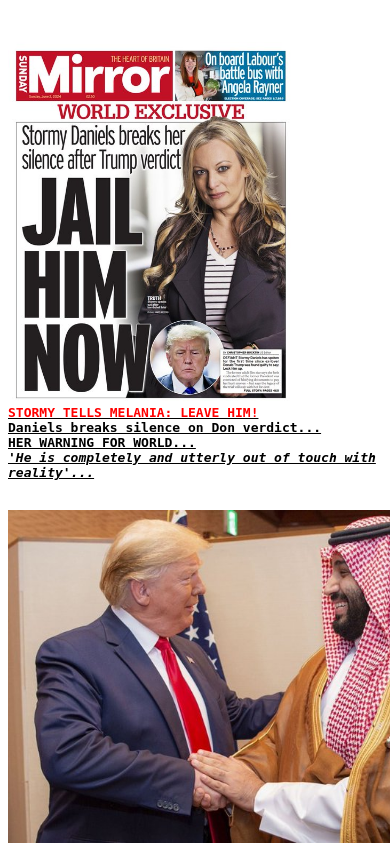 SUNDAY
THE HEART OF BRITAIN
Mirror
On board Labour's
battle bus with
Angela Rayner
WORLD EXCLUSIVE
Stormy Daniels breaks her
silence after Trump verdict
JAIL
HIM
NOW
TRUTH
STORMY TELLS MELANIA: LEAVE HIM!
Daniels breaks silence on Don verdict...
HER WARNING FOR WORLD...
'He is completely and utterly out of touch with
reality'...